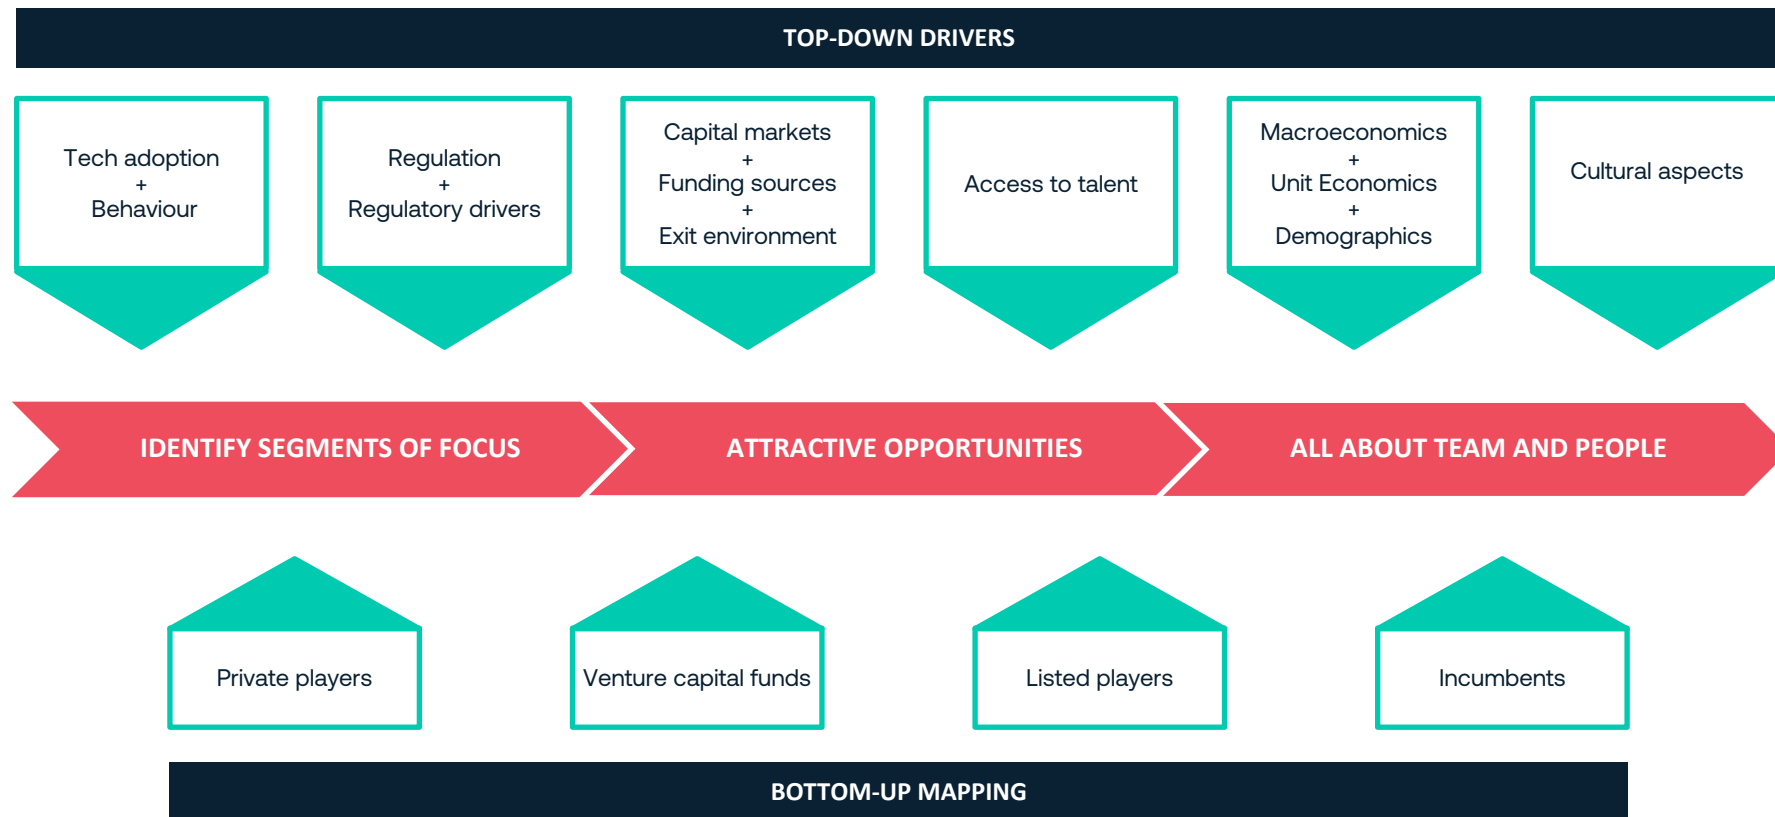 TOP-DOWN DRIVERS
Tech adoption
+
Behaviour
Regulation
+
Regulatory drivers
Capital markets
+
Funding sources
+
Exit environment
Access to talent
Macroeconomics
+
Unit Economics
+
Demographics
Cultural aspects
IDENTIFY SEGMENTS OF FOCUS
ATTRACTIVE OPPORTUNITIES
ALL ABOUT TEAM AND PEOPLE
Private players
Venture capital funds
Listed players
Incumbents
BOTTOM-UP MAPPING